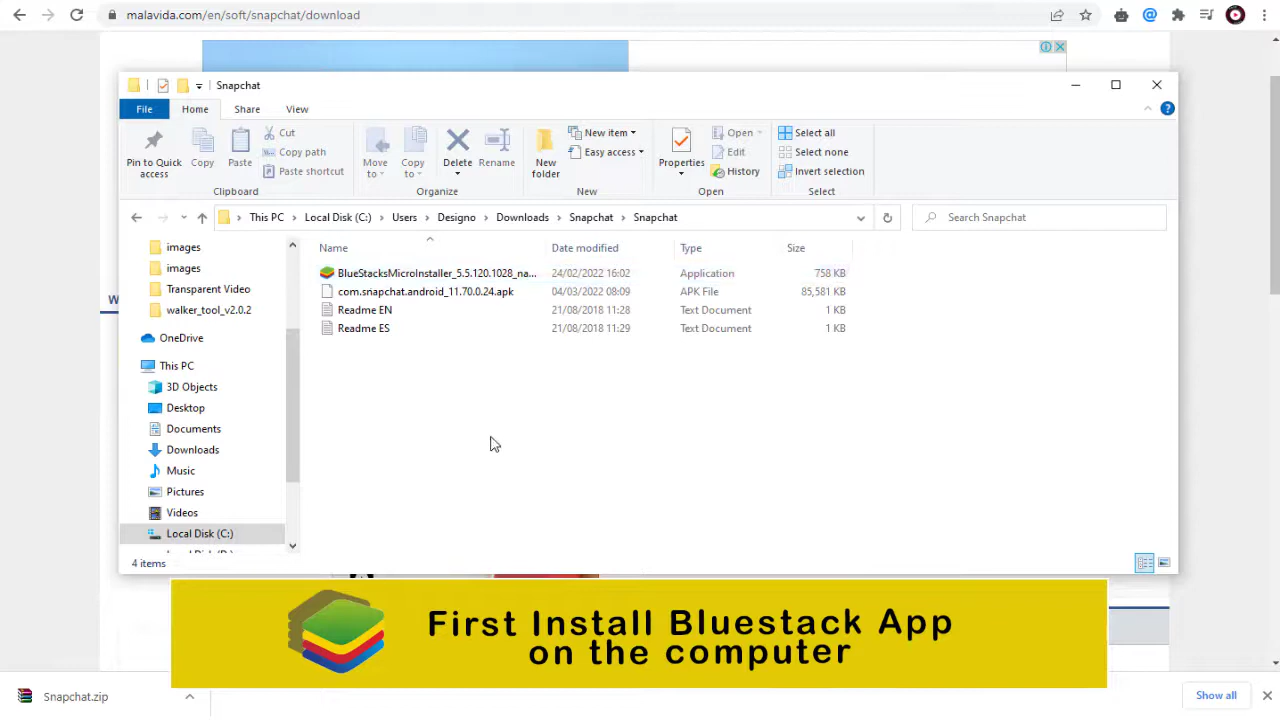 malavida.com/en/soft/snapchat/download
Snapchat
File Home Share View
Pin to Quick access
Copy
Paste
Cut
Copy path
Paste shortcut
Clipboard
Move to
Copy to
Delete
Rename
Organize
New folder
New item
Easy access
New
Properties
Open
Edit
History
Open
Select all
Select none
Invert selection
Select
This PC > Local Disk (C:) > Users > Designo > Downloads > Snapchat > Snapchat
Search Snapchat
images
images
Transparent Video
walker_tool_v2.0.2
OneDrive
This PC
3D Objects
Desktop
Documents
Downloads
Music
Pictures
Videos
Local Disk (C:)
Name Date modified Type Size
BlueStacksMicroInstaller_5.5.120.1028_na... 24/02/2022 16:02 Application 758 KB
com.snapchat.android_11.70.0.24.apk 04/03/2022 08:09 APK File 85,581 KB
Readme EN 21/08/2018 11:28 Text Document 1 KB
Readme ES 21/08/2018 11:29 Text Document 1 KB
4 items
First Install Bluestack App
on the computer
Snapchat.zip
Show all